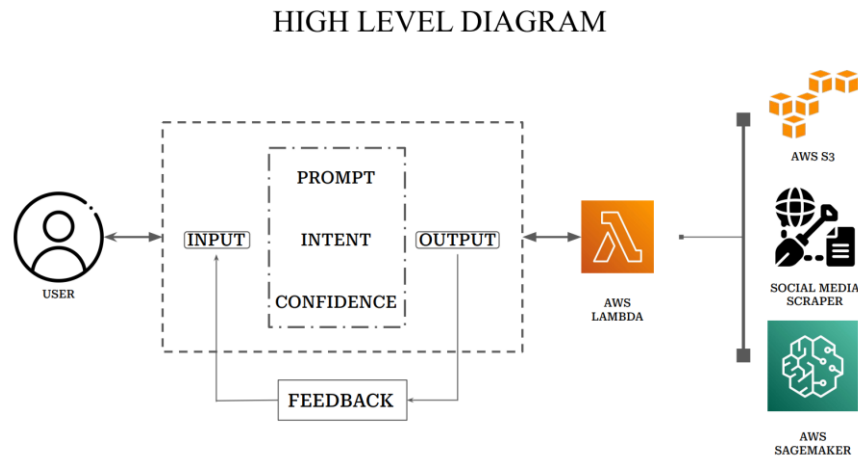 HIGH LEVEL DIAGRAM
USER
INPUT
PROMPT
INTENT
CONFIDENCE
OUTPUT
FEEDBACK
AWS
LAMBDA
AWS S3
SOCIAL MEDIA
SCRAPER
AWS
SAGEMAKER